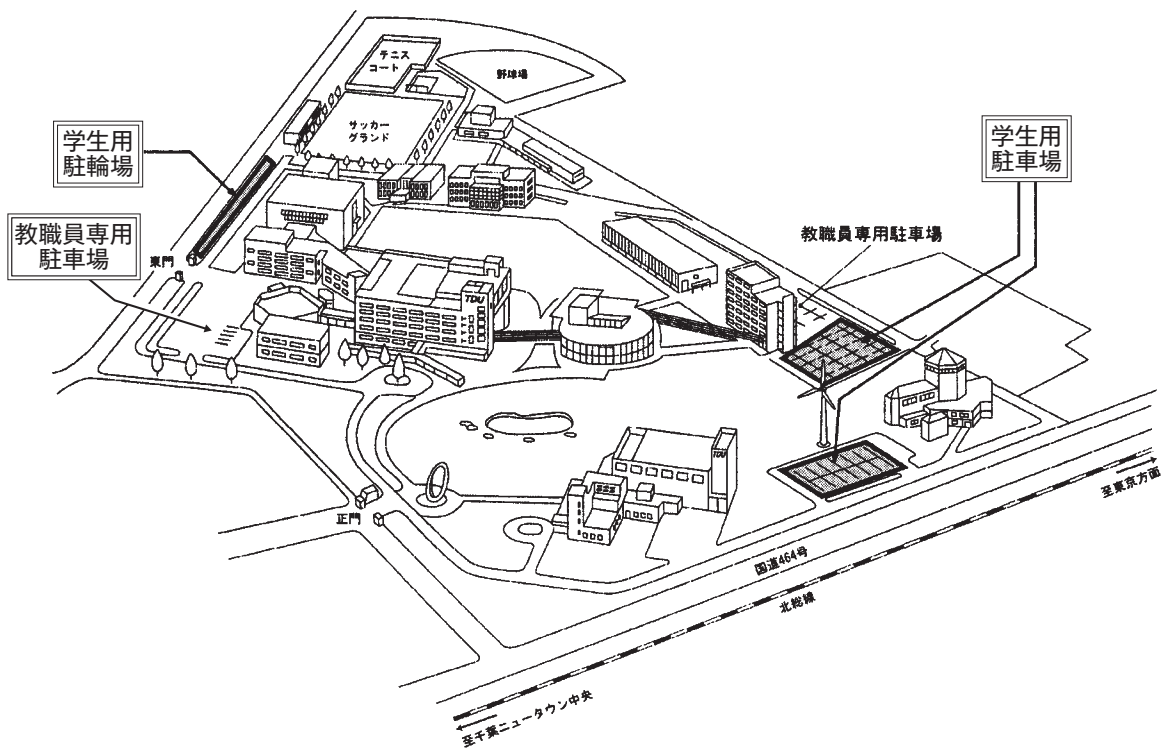 テニス
コート
野球場
サッカー
グランド
学生用
駐輪場
学生用
駐車場
教職員専用
駐車場
教職員専用駐車場
東門
TDU
TDU
正門
至東京方面
国道464号
北総線
至千葉ニュータウン中央